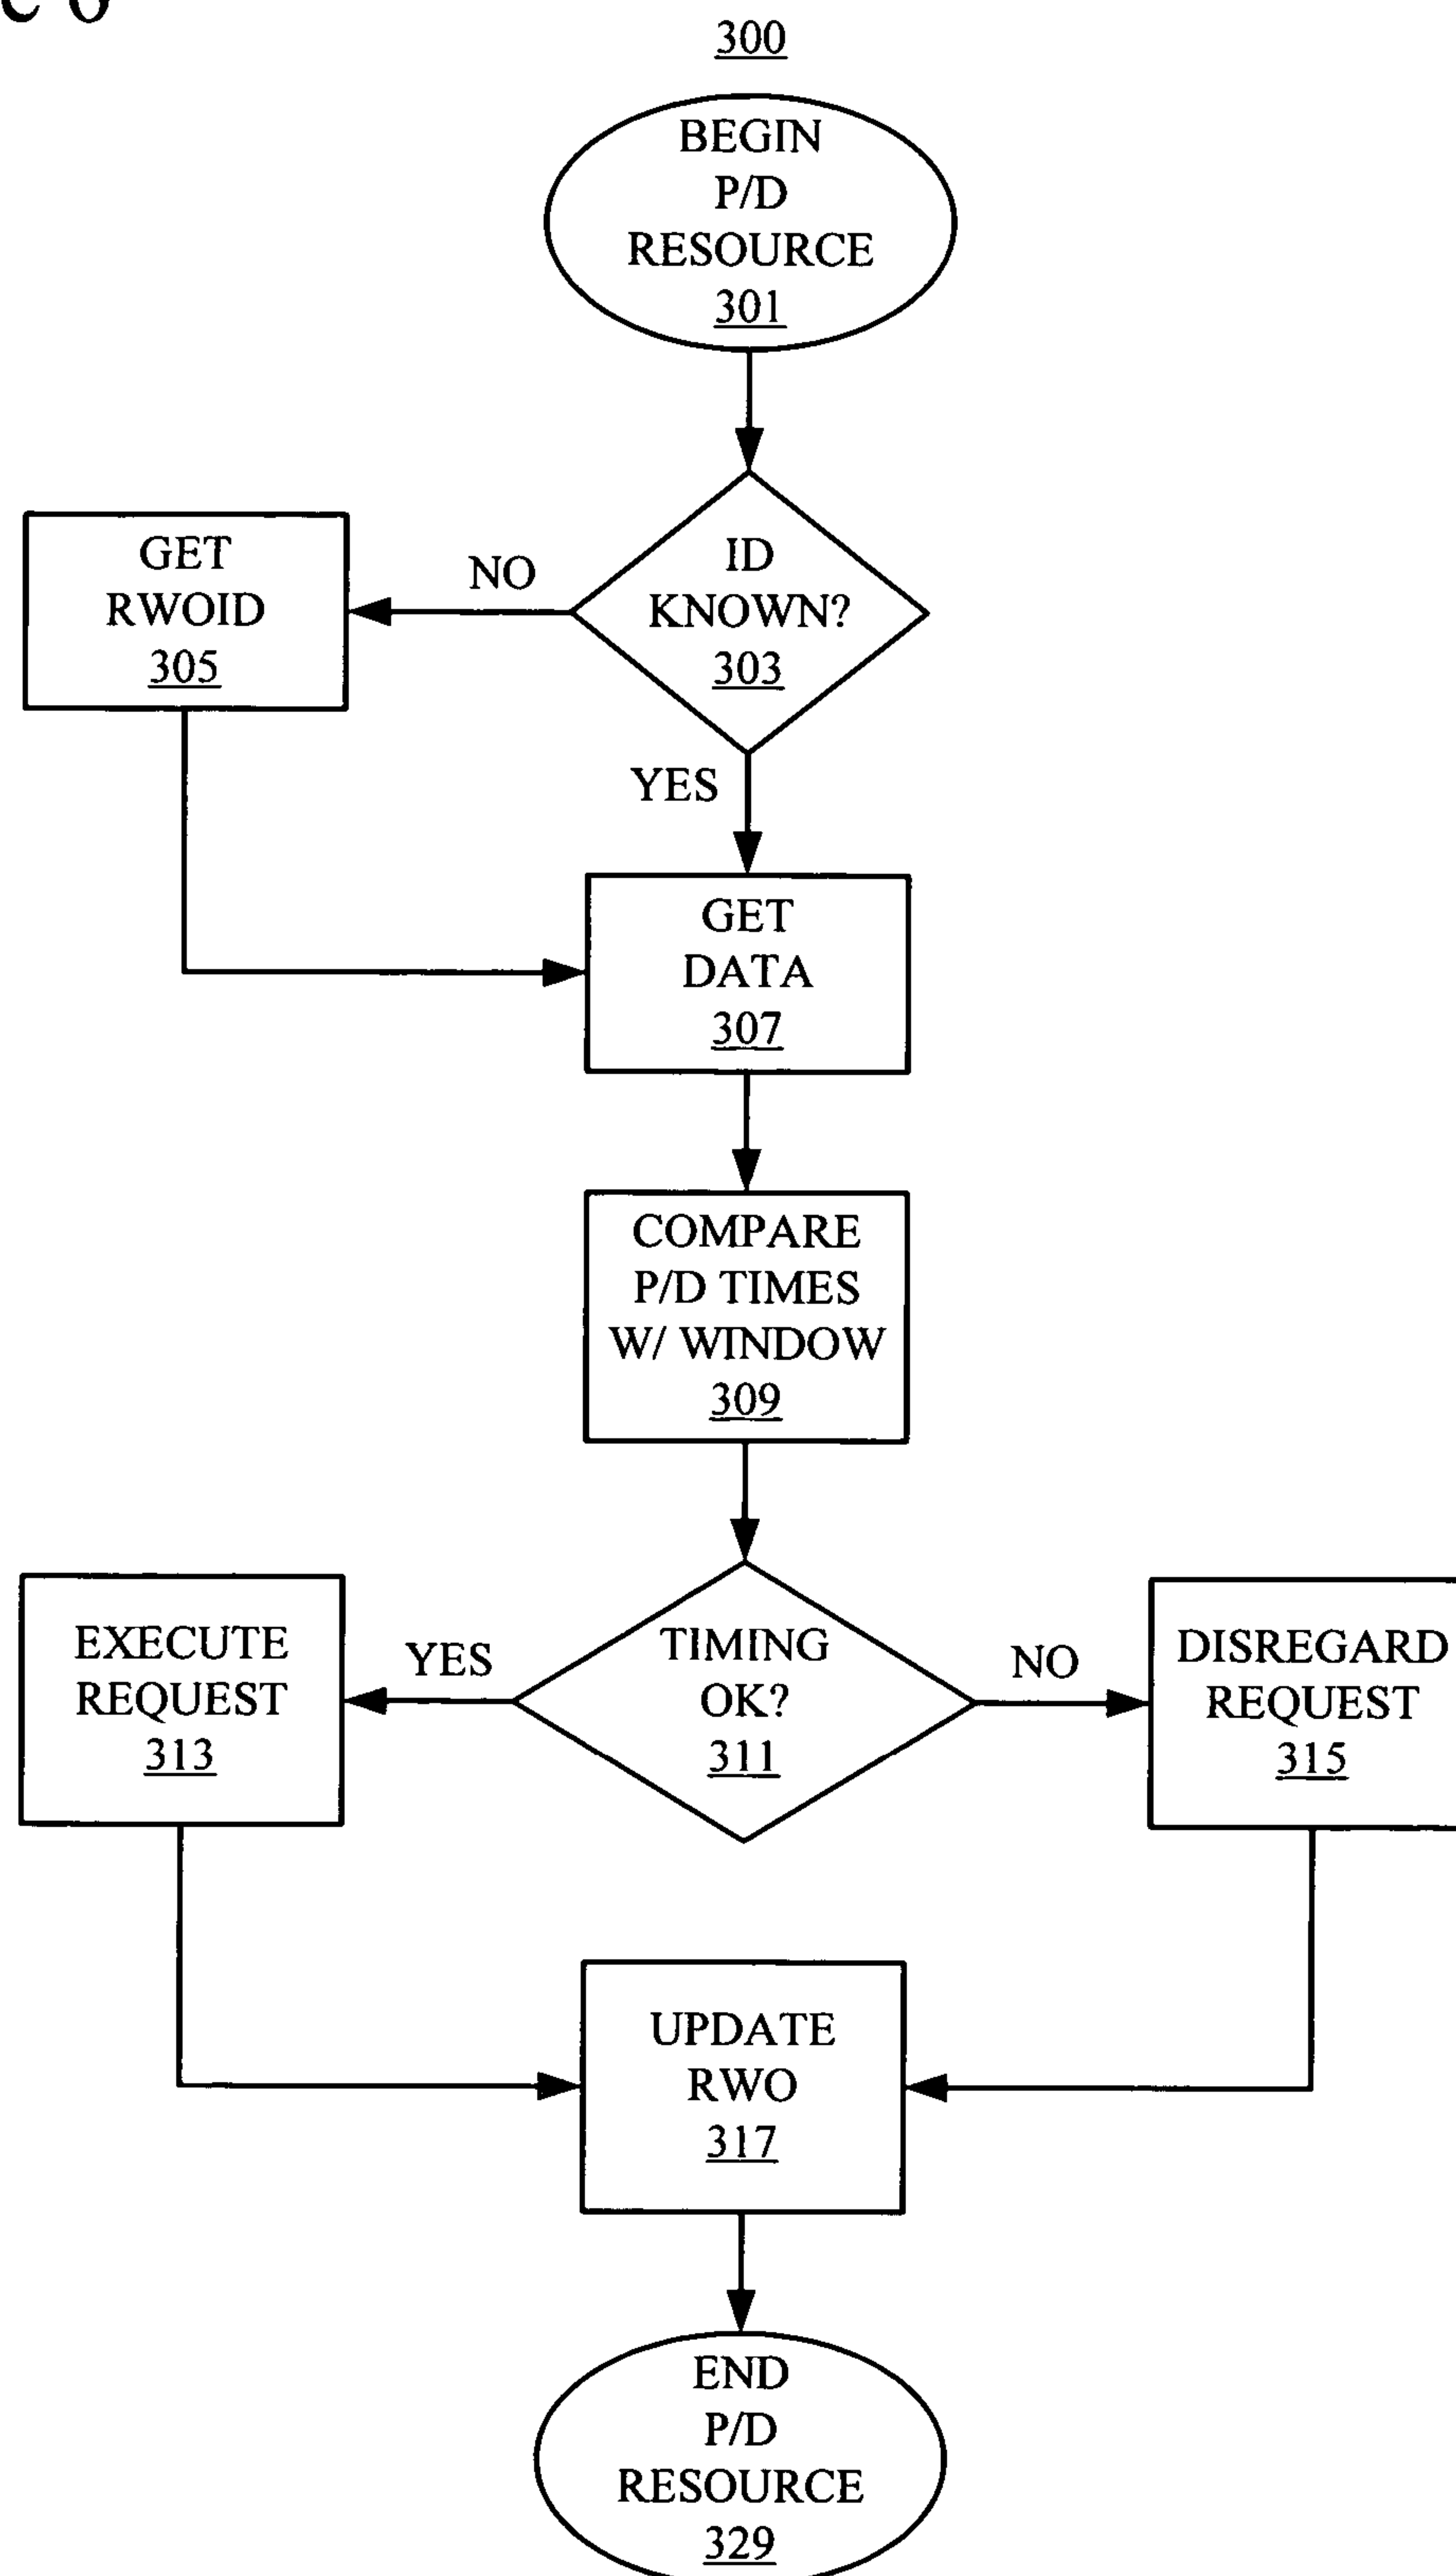 300
BEGIN
P/D
RESOURCE
301
ID
KNOWN?
303
NO
GET
RWOID
305
YES
GET
DATA
307
COMPARE
P/D TIMES
W/ WINDOW
309
TIMING
OK?
311
YES
EXECUTE
REQUEST
313
NO
DISREGARD
REQUEST
315
UPDATE
RWO
317
END
P/D
RESOURCE
329